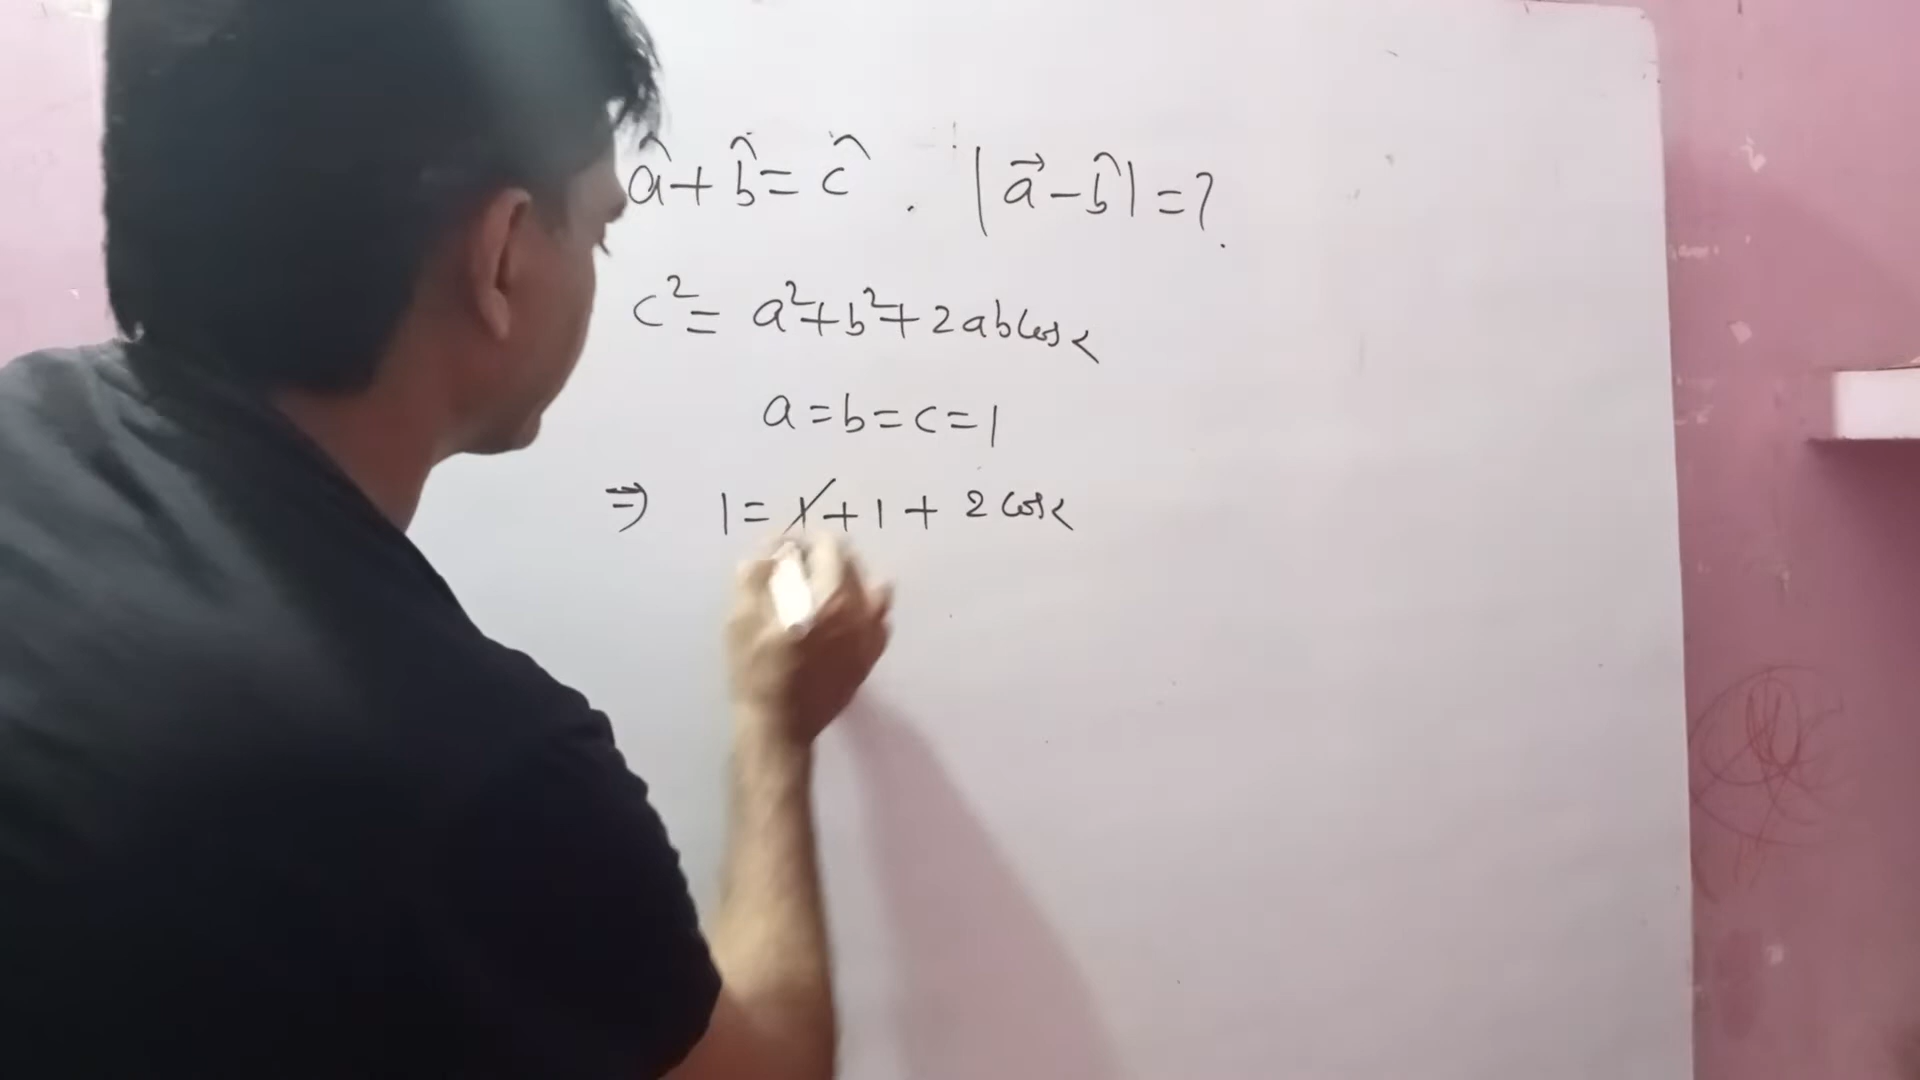 â + b̂ = ĉ . |a⃗ - b̂| = ?
c² = a² + b² + 2ab cos α
a = b = c = 1
⇒ 1 = 1 + 1 + 2 cos α